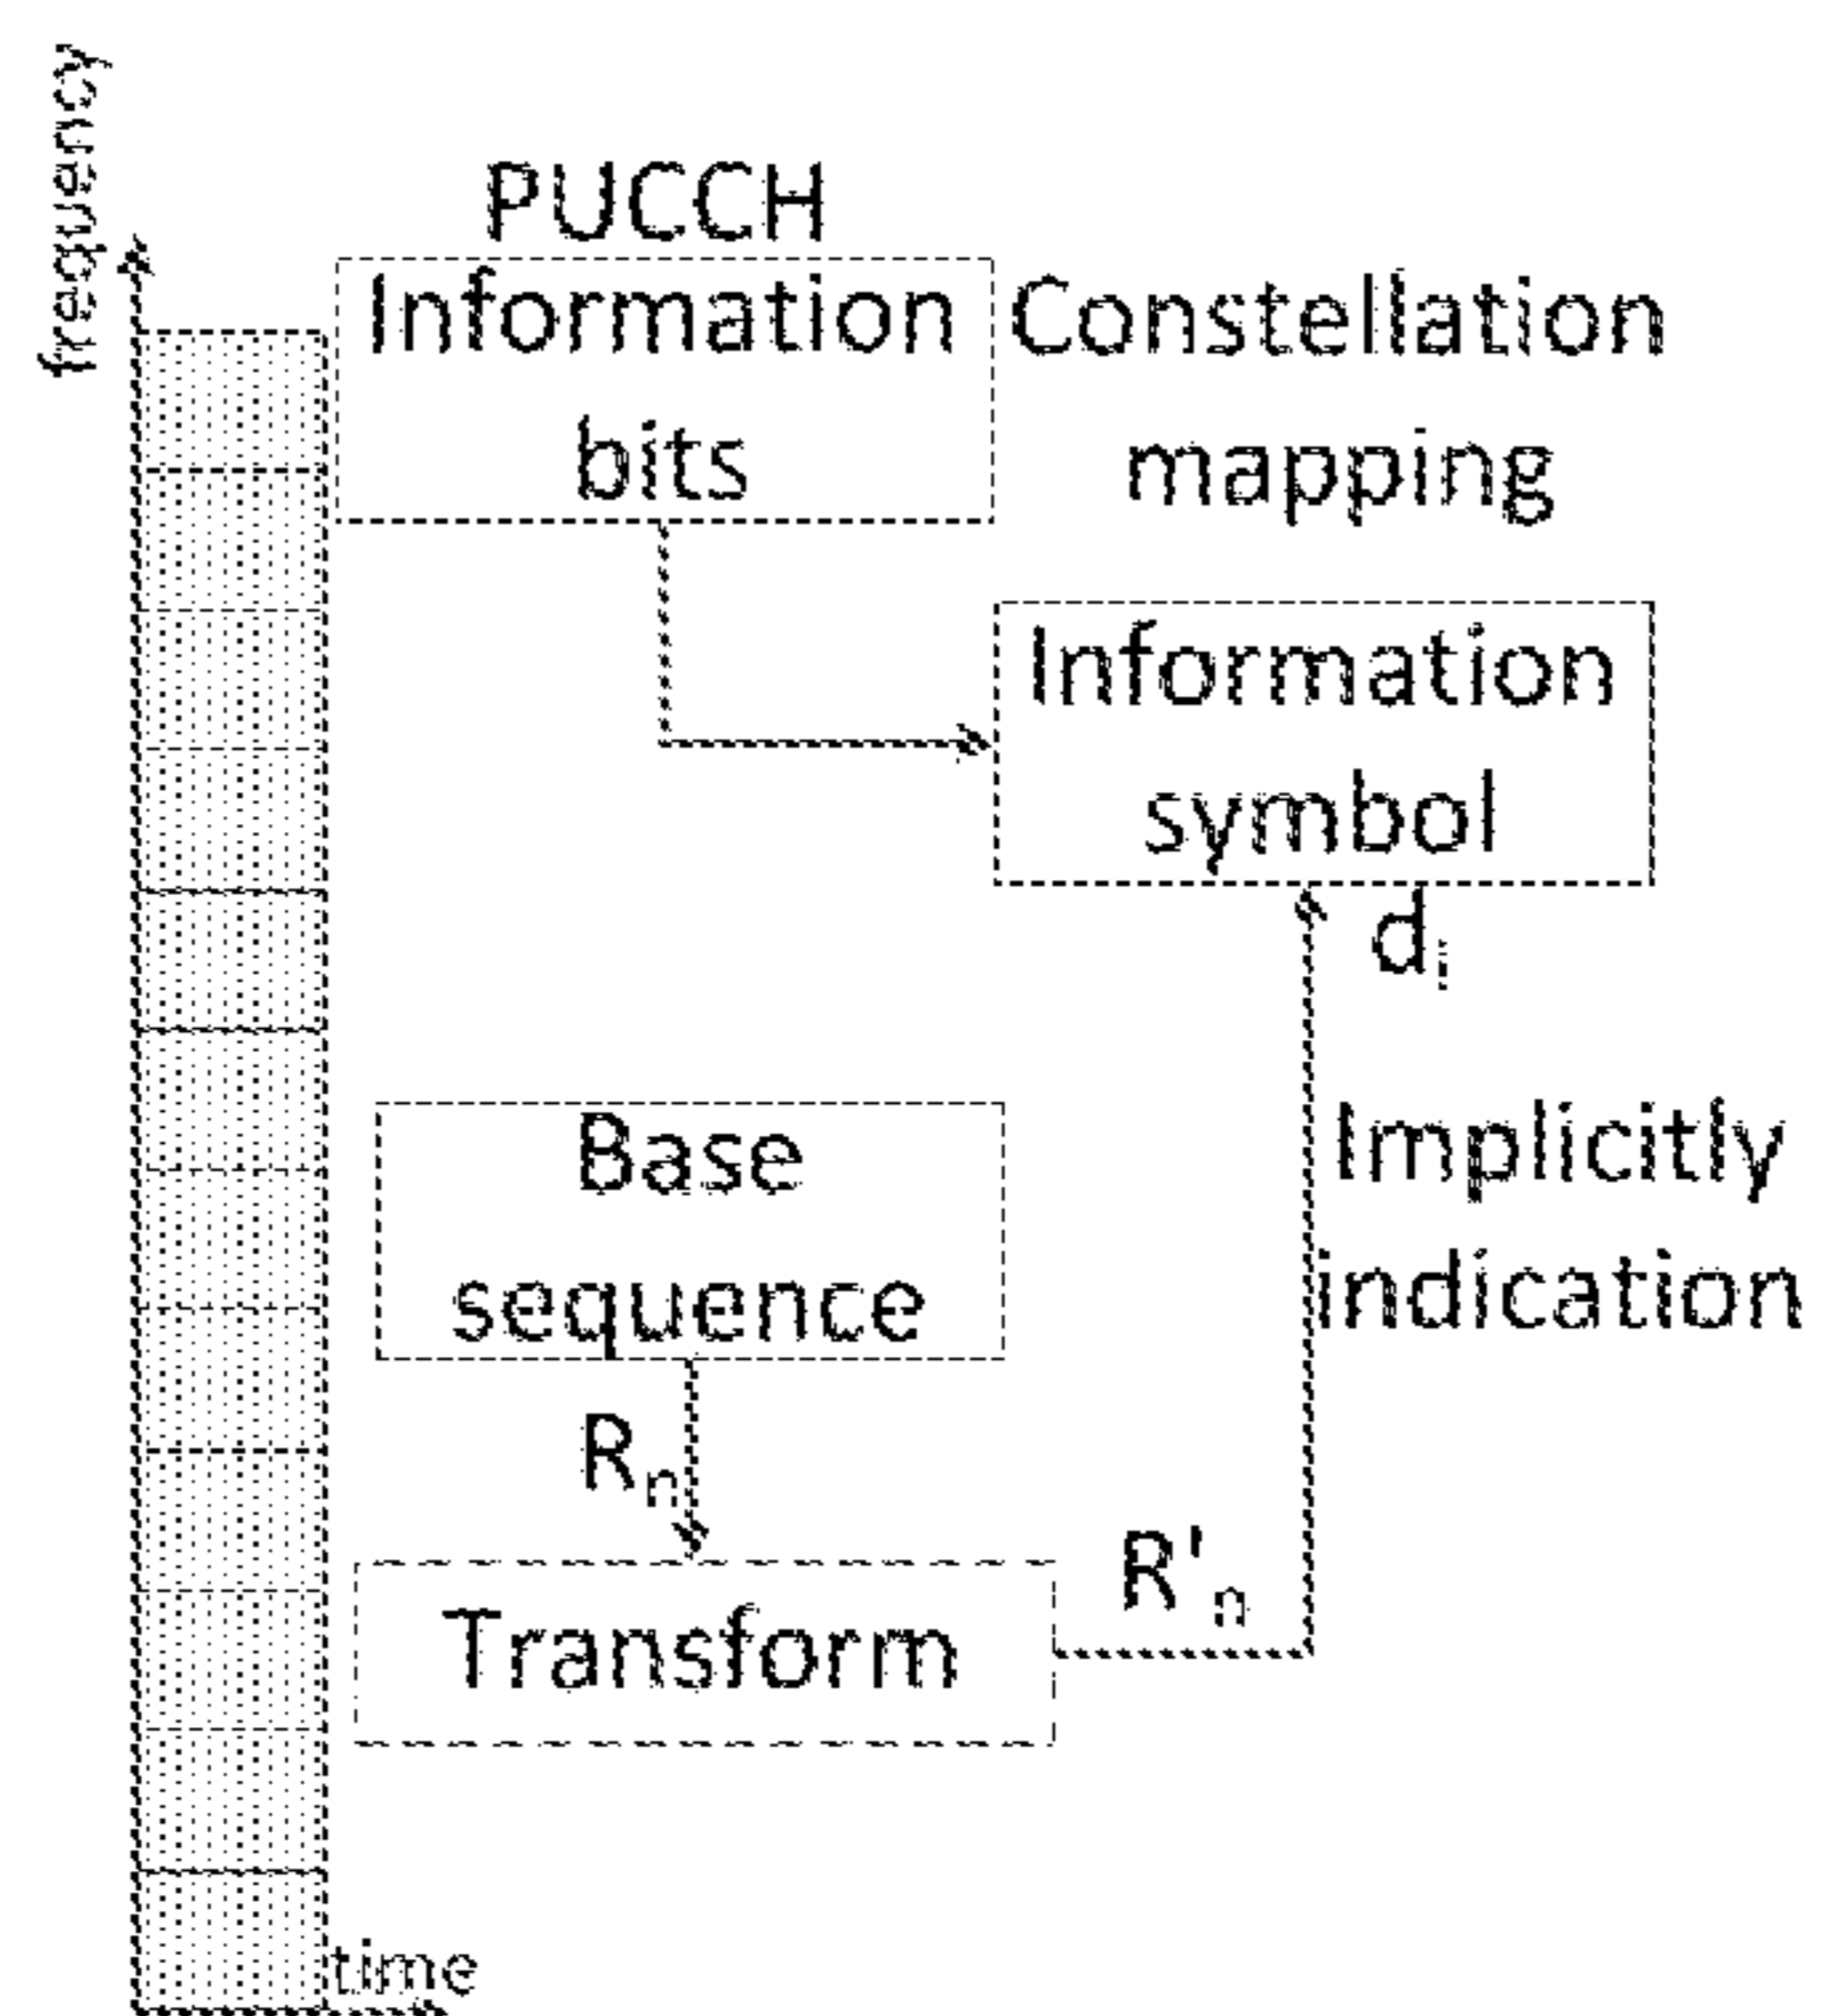 frequency
PUCCH
Information
bits
Constellation
mapping
Information
symbol
di
Base
sequence
Implicitly
indication
Rn
R'n
Transform
time